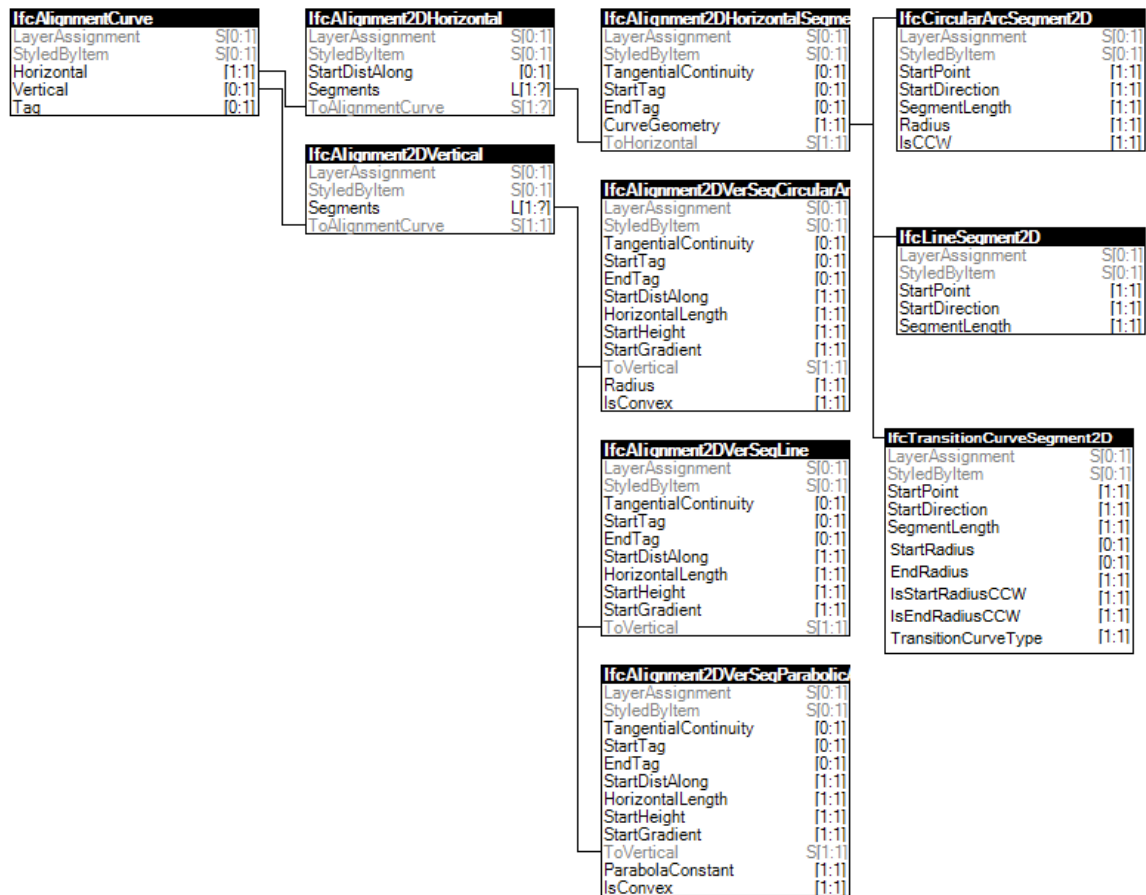 IfcAlignmentCurve
LayerAssignment S[0:1]
StyledByItem S[0:1]
Horizontal [1:1]
Vertical [0:1]
Tag [0:1]
IfcAlignment2DHorizontal
LayerAssignment S[0:1]
StyledByItem S[0:1]
StartDistAlong [0:1]
Segments L[1:?]
ToAlignmentCurve S[1:?]
IfcAlignment2DVertical
LayerAssignment S[0:1]
StyledByItem S[0:1]
Segments L[1:?]
ToAlignmentCurve S[1:1]
IfcAlignment2DHorizontalSegme
LayerAssignment S[0:1]
StyledByItem S[0:1]
TangentialContinuity [0:1]
StartTag [0:1]
EndTag [0:1]
CurveGeometry [1:1]
ToHorizontal S[1:1]
IfcAlignment2DVerSegCircularAr
LayerAssignment S[0:1]
StyledByItem S[0:1]
TangentialContinuity [0:1]
StartTag [0:1]
EndTag [0:1]
StartDistAlong [1:1]
HorizontalLength [1:1]
StartHeight [1:1]
StartGradient [1:1]
ToVertical S[1:1]
Radius [1:1]
IsConvex [1:1]
IfcAlignment2DVerSegLine
LayerAssignment S[0:1]
StyledByItem S[0:1]
TangentialContinuity [0:1]
StartTag [0:1]
EndTag [0:1]
StartDistAlong [1:1]
HorizontalLength [1:1]
StartHeight [1:1]
StartGradient [1:1]
ToVertical S[1:1]
IfcAlignment2DVerSegParabolicA
LayerAssignment S[0:1]
StyledByItem S[0:1]
TangentialContinuity [0:1]
StartTag [0:1]
EndTag [0:1]
StartDistAlong [1:1]
HorizontalLength [1:1]
StartHeight [1:1]
StartGradient [1:1]
ToVertical S[1:1]
ParabolaConstant [1:1]
IsConvex [1:1]
IfcCircularArcSegment2D
LayerAssignment S[0:1]
StyledByItem S[0:1]
StartPoint [1:1]
StartDirection [1:1]
SegmentLength [1:1]
Radius [1:1]
IsCCW [1:1]
IfcLineSegment2D
LayerAssignment S[0:1]
StyledByItem S[0:1]
StartPoint [1:1]
StartDirection [1:1]
SegmentLength [1:1]
IfcTransitionCurveSegment2D
LayerAssignment S[0:1]
StyledByItem S[0:1]
StartPoint [1:1]
StartDirection [1:1]
SegmentLength [1:1]
StartRadius [0:1]
EndRadius [0:1]
[1:1]
IsStartRadiusCCW [1:1]
IsEndRadiusCCW [1:1]
TransitionCurveType [1:1]